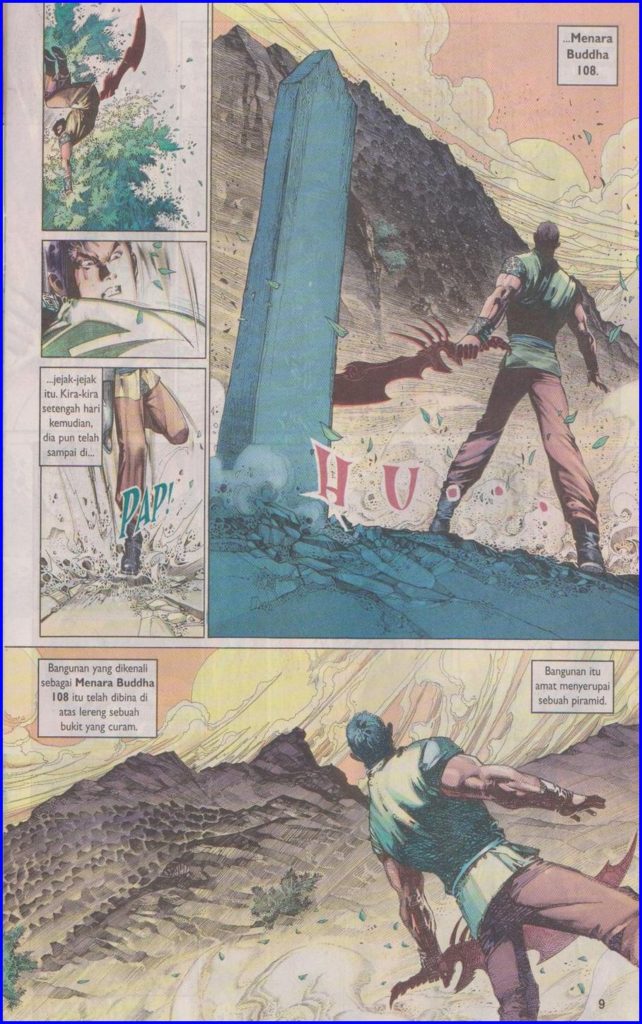 ...jejak-jejak
itu. Kira-kira
setengah hari
kemudian,
dia pun telah
sampai di...
PAP!
...Menara
Buddha
108.
HU...
Bangunan yang dikenali
sebagai Menara Buddha
108 itu telah dibina di
atas lereng sebuah
bukit yang curam.
Bangunan itu
amat menyerupai
sebuah piramid.
9